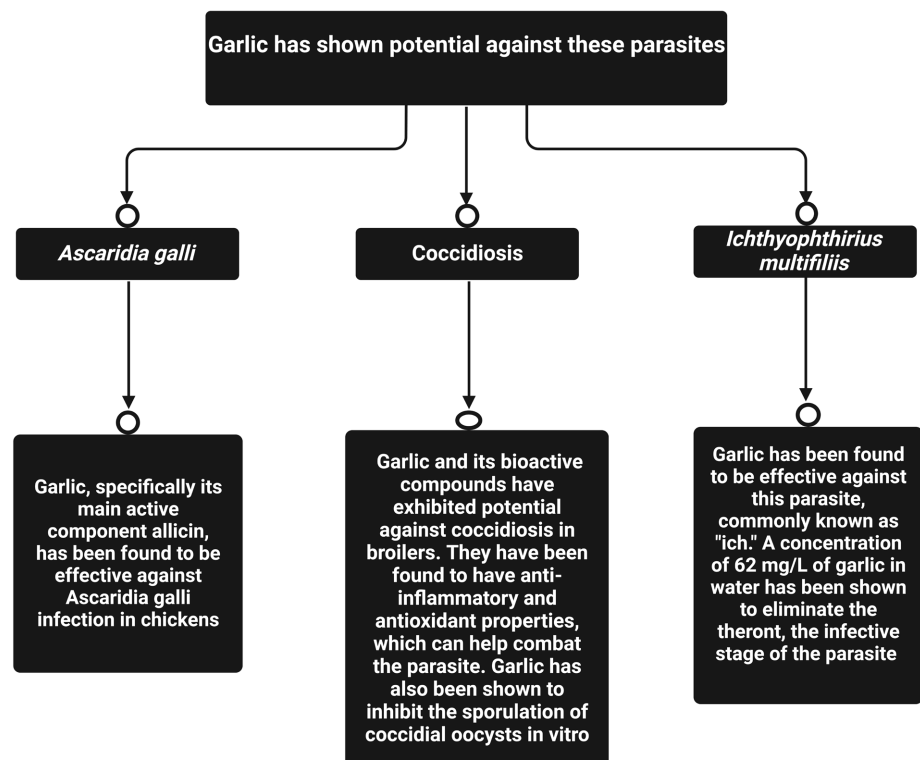 Garlic has shown potential against these parasites
Ascaridia galli
Coccidiosis
Ichthyophthirius
multifiliis
Garlic, specifically its
main active
component allicin,
has been found to be
effective against
Ascaridia galli
infection in chickens
Garlic and its bioactive
compounds have
exhibited potential
against coccidiosis in
broilers. They have been
found to have anti-
inflammatory and
antioxidant properties,
which can help combat
the parasite. Garlic has
also been shown to
inhibit the sporulation of
coccidial oocysts in vitro
Garlic has been found
to be effective against
this parasite,
commonly known as
"ich." A concentration
of 62 mg/L of garlic in
water has been shown
to eliminate the
theront, the infective
stage of the parasite